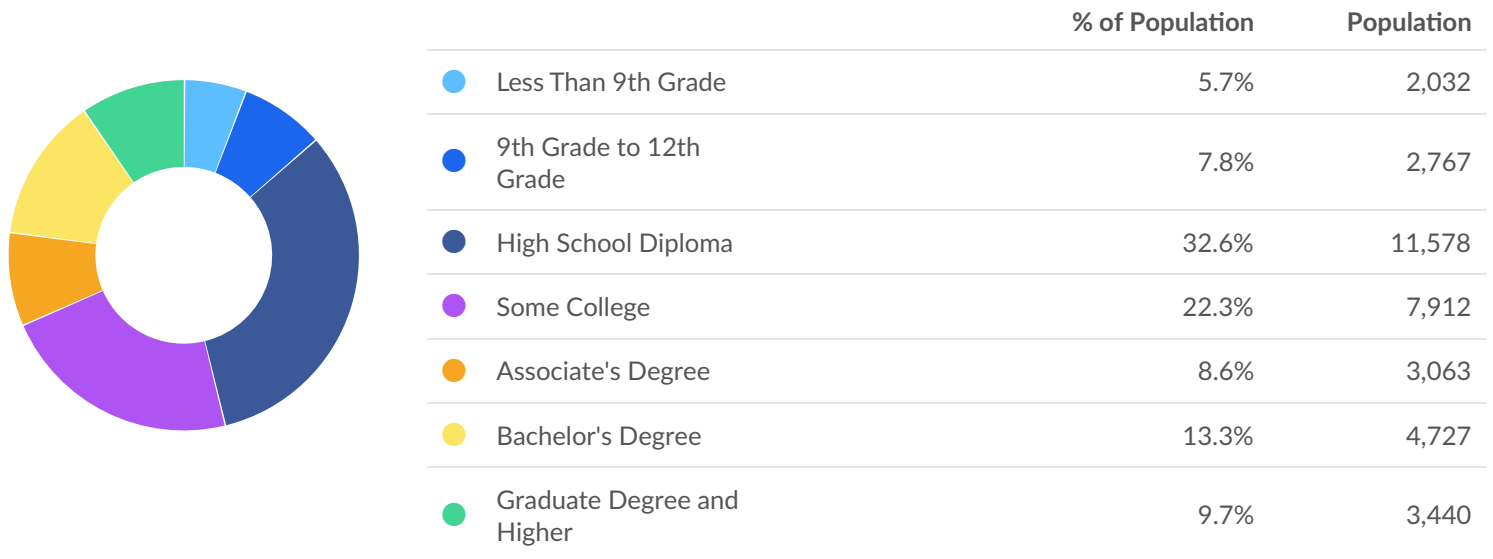 % of Population Population
Less Than 9th Grade 5.7% 2,032
9th Grade to 12th
Grade 7.8% 2,767
High School Diploma 32.6% 11,578
Some College 22.3% 7,912
Associate's Degree 8.6% 3,063
Bachelor's Degree 13.3% 4,727
Graduate Degree and
Higher 9.7% 3,440